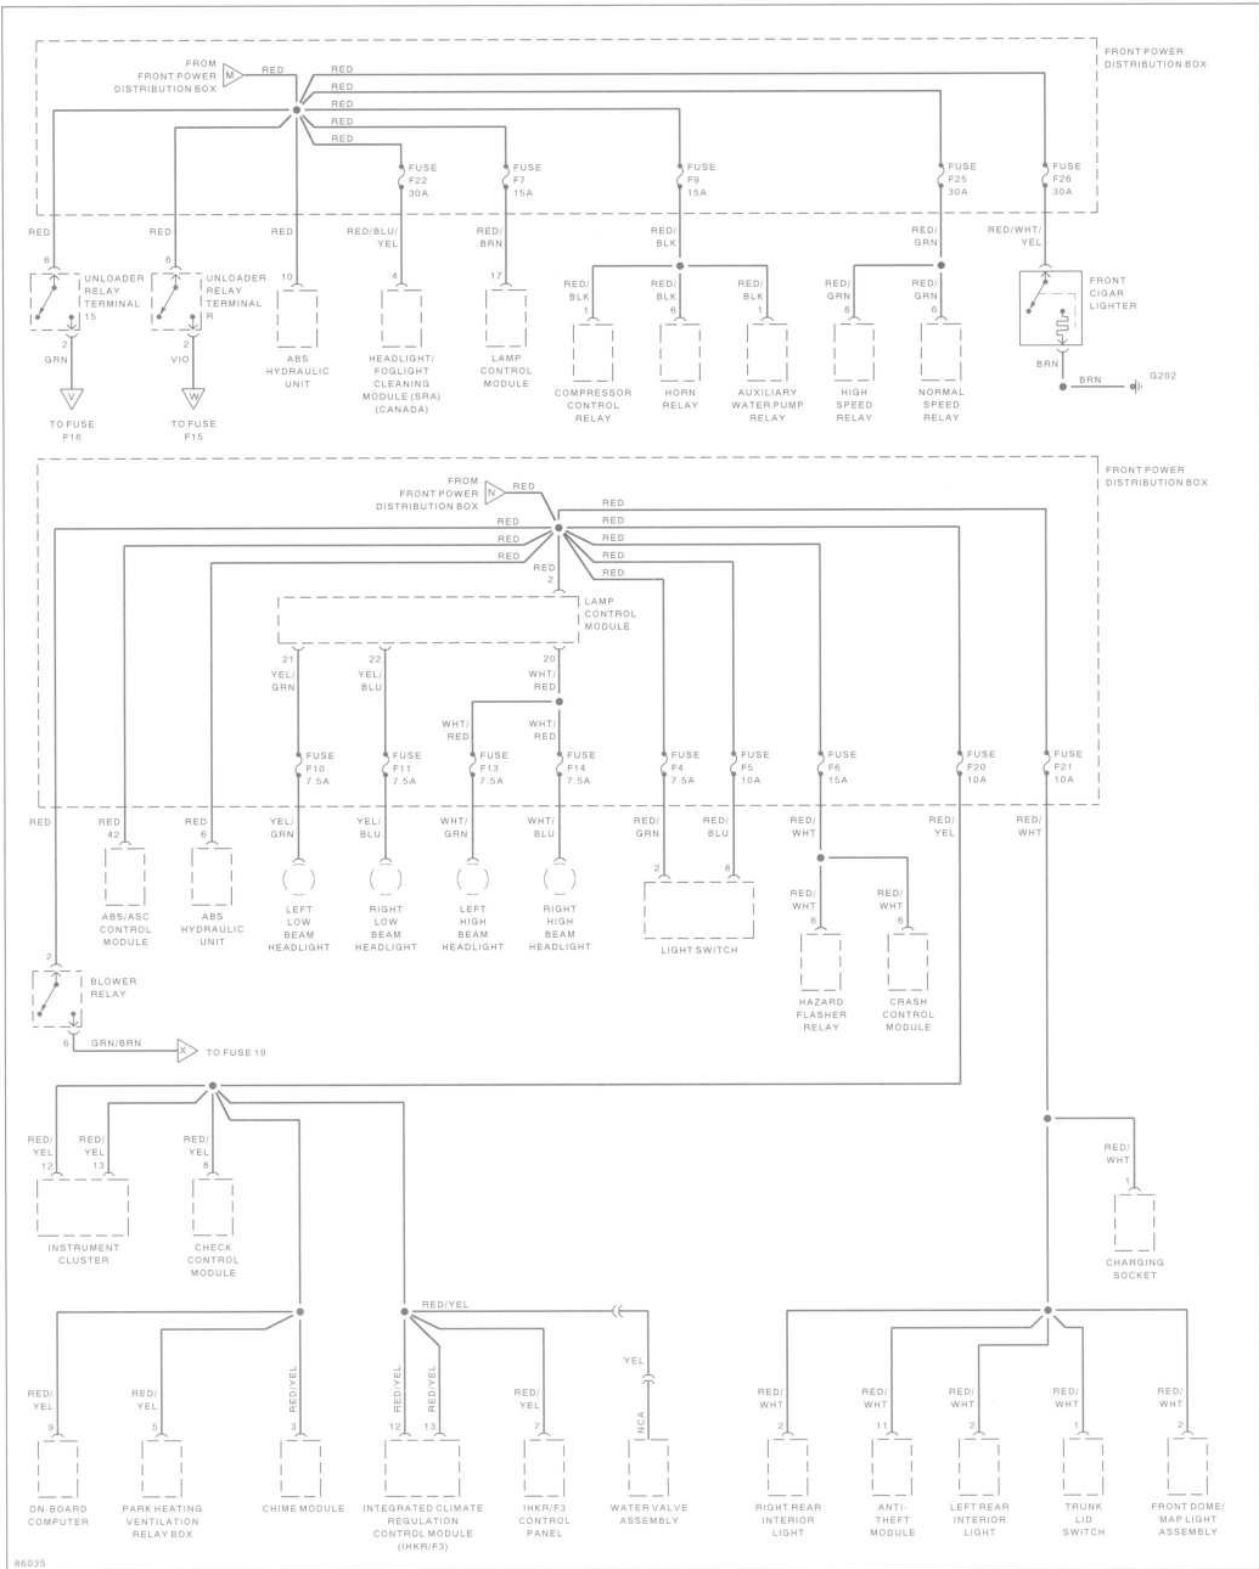 FROM
FRONT POWER
DISTRIBUTION BOX
M
RED
RED
RED
RED
RED
RED
FRONT POWER
DISTRIBUTION BOX
FUSE
F22
30A
FUSE
F7
15A
FUSE
F9
15A
FUSE
F25
30A
FUSE
F26
30A
RED
RED
RED
RED/BLU/
YEL
RED/
BRN
RED/
BLK
RED/
GRN
RED/WHT/
YEL
6
6
10
4
17
UNLOADER
RELAY
TERMINAL
15
UNLOADER
RELAY
TERMINAL
R
RED/
BLK
1
RED/
BLK
6
RED/
BLK
1
RED/
GRN
6
RED/
GRN
6
FRONT
CIGAR
LIGHTER
2
GRN
2
VIO
ABS
HYDRAULIC
UNIT
HEADLIGHT/
FOGLIGHT
CLEANING
MODULE (SRA)
(CANADA)
LAMP
CONTROL
MODULE
COMPRESSOR
CONTROL
RELAY
HORN
RELAY
AUXILIARY
WATER PUMP
RELAY
HIGH
SPEED
RELAY
NORMAL
SPEED
RELAY
BRN
BRN
G202
V
W
TO FUSE
F16
TO FUSE
F15
FROM
FRONT POWER
DISTRIBUTION BOX
N
RED
FRONT POWER
DISTRIBUTION BOX
RED
RED
RED
RED
RED
RED
RED
RED
RED
2
LAMP
CONTROL
MODULE
21
YEL/
GRN
22
YEL/
BLU
20
WHT/
RED
WHT/
RED
WHT/
RED
FUSE
F10
7.5A
FUSE
F11
7.5A
FUSE
F13
7.5A
FUSE
F14
7.5A
FUSE
F4
7.5A
FUSE
F5
10A
FUSE
F6
15A
FUSE
F20
10A
FUSE
F21
10A
RED
RED
42
RED
6
YEL/
GRN
YEL/
BLU
WHT/
GRN
WHT/
BLU
RED/
GRN
RED/
BLU
RED/
WHT
RED/
YEL
RED/
WHT
2
8
RED/
WHT
6
RED/
WHT
6
ABS/ASC
CONTROL
MODULE
ABS
HYDRAULIC
UNIT
LEFT
LOW
BEAM
HEADLIGHT
RIGHT
LOW
BEAM
HEADLIGHT
LEFT
HIGH
BEAM
HEADLIGHT
RIGHT
HIGH
BEAM
HEADLIGHT
LIGHT SWITCH
2
BLOWER
RELAY
HAZARD
FLASHER
RELAY
CRASH
CONTROL
MODULE
6
GRN/BRN
X
TO FUSE 19
RED/
YEL
12
RED/
YEL
13
RED/
YEL
8
RED/
WHT
1
INSTRUMENT
CLUSTER
CHECK
CONTROL
MODULE
CHARGING
SOCKET
RED/YEL
YEL
RED/
YEL
9
RED/
YEL
5
RED/YEL
3
RED/YEL
12
RED/YEL
13
RED/
YEL
7
NCA
RED/
WHT
2
RED/
WHT
11
RED/
WHT
2
RED/
WHT
1
RED/
WHT
2
ON-BOARD
COMPUTER
PARK HEATING
VENTILATION
RELAY BOX
CHIME MODULE
INTEGRATED CLIMATE
REGULATION
CONTROL MODULE
(IHKR/F3)
IHKR/F3
CONTROL
PANEL
WATER VALVE
ASSEMBLY
RIGHT REAR
INTERIOR
LIGHT
ANTI-
THEFT
MODULE
LEFT REAR
INTERIOR
LIGHT
TRUNK
LID
SWITCH
FRONT DOME/
MAP LIGHT
ASSEMBLY
86035